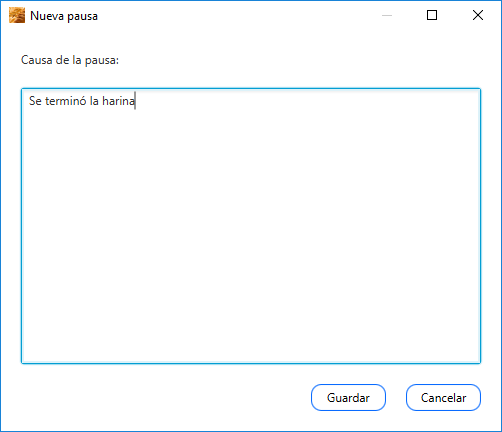 Nueva pausa
Causa de la pausa:
Se terminó la harina
Guardar Cancelar